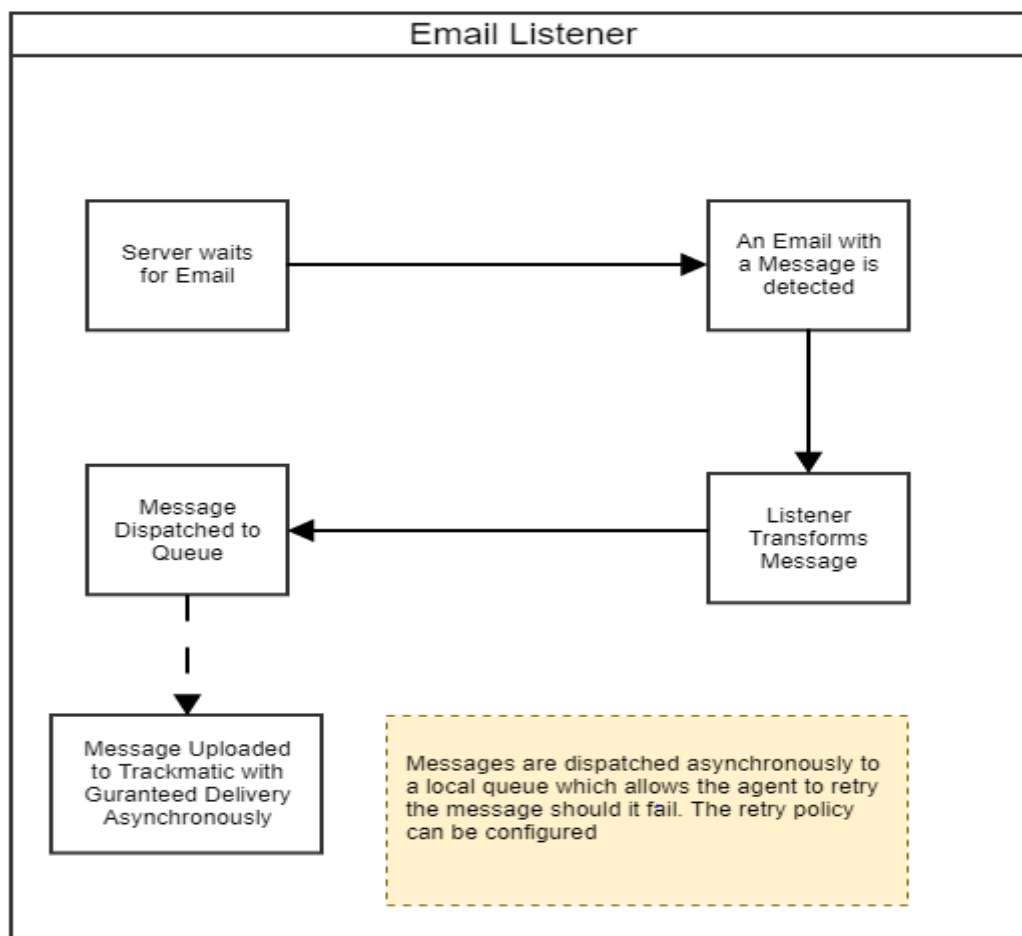 Email Listener
Server waits
for Email
An Email with
a Message is
detected
Listener
Transforms
Message
Message
Dispatched to
Queue
Message Uploaded
to Trackmatic with
Guranteed Delivery
Asynchronously
Messages are dispatched asynchronously to
a local queue which allows the agent to retry
the message should it fail. The retry policy
can be configured